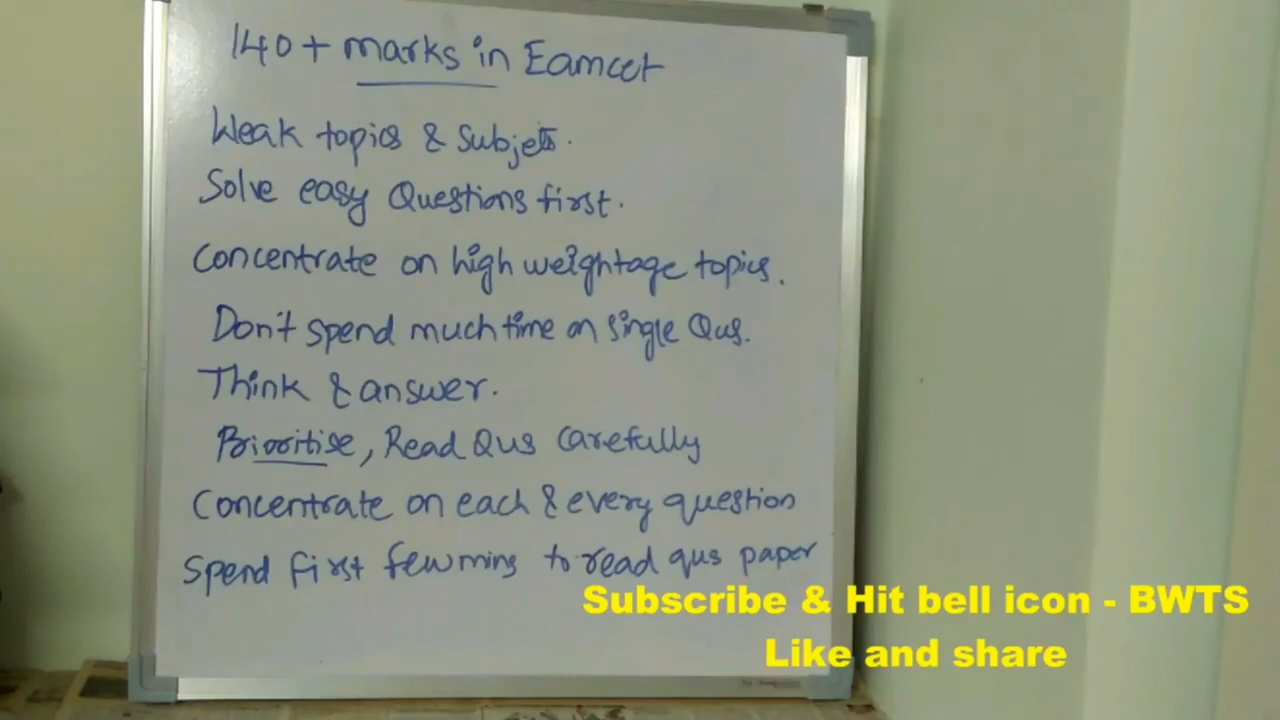 140+ marks in Eamcet
Weak topics & Subjets.
Solve easy Questions first.
Concentrate on high weightage topics.
Don't spend much time on single Qus.
Think & answer.
Prioritise, Read Qus Carefully
Concentrate on each & every question
Spend first few mins to read qus paper
Subscribe & Hit bell icon - BWTS
Like and share